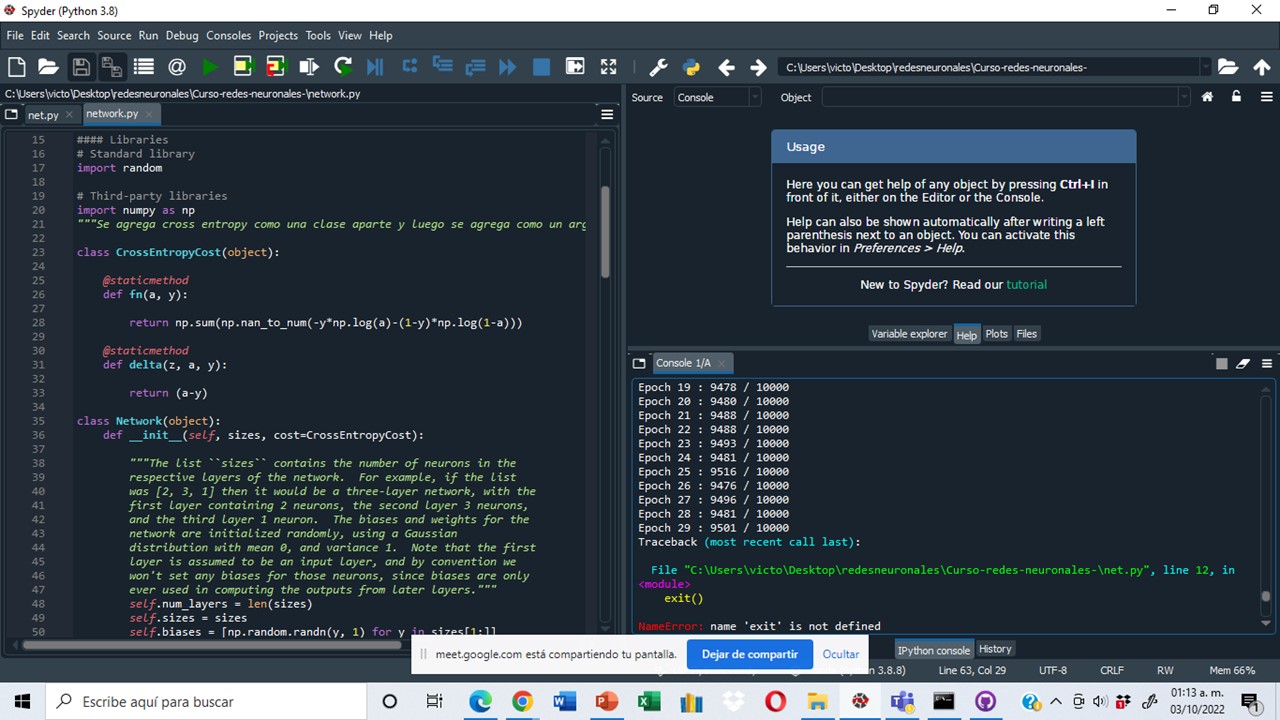 Spyder (Python 3.8)
File Edit Search Source Run Debug Consoles Projects Tools View Help
C:\Users\victo\Desktop\redesneuronales\Curso-redes-neuronales-
C:\Users\victo\Desktop\redesneuronales\Curso-redes-neuronales-\network.py
net.py network.py
15 #### Libraries
16 # Standard library
17 import random
18
19 # Third-party libraries
20 import numpy as np
21 """Se agrega cross entropy como una clase aparte y luego se agrega como un arg
22
23 class CrossEntropyCost(object):
24
25 @staticmethod
26 def fn(a, y):
27
28 return np.sum(np.nan_to_num(-y*np.log(a)-(1-y)*np.log(1-a)))
29
30 @staticmethod
31 def delta(z, a, y):
32
33 return (a-y)
34
35 class Network(object):
36 def __init__(self, sizes, cost=CrossEntropyCost):
37
38 """The list ``sizes`` contains the number of neurons in the
39 respective layers of the network. For example, if the list
40 was [2, 3, 1] then it would be a three-layer network, with the
41 first layer containing 2 neurons, the second layer 3 neurons,
42 and the third layer 1 neuron. The biases and weights for the
43 network are initialized randomly, using a Gaussian
44 distribution with mean 0, and variance 1. Note that the first
45 layer is assumed to be an input layer, and by convention we
46 won't set any biases for those neurons, since biases are only
47 ever used in computing the outputs from later layers."""
48 self.num_layers = len(sizes)
49 self.sizes = sizes
50 self.biases = [np.random.randn(y, 1) for y in sizes[1:]]
Source Console Object
Usage
Here you can get help of any object by pressing Ctrl+I in
front of it, either on the Editor or the Console.
Help can also be shown automatically after writing a left
parenthesis next to an object. You can activate this
behavior in Preferences > Help.
New to Spyder? Read our tutorial
Variable explorer Help Plots Files
Console 1/A
Epoch 19 : 9478 / 10000
Epoch 20 : 9480 / 10000
Epoch 21 : 9488 / 10000
Epoch 22 : 9488 / 10000
Epoch 23 : 9493 / 10000
Epoch 24 : 9481 / 10000
Epoch 25 : 9516 / 10000
Epoch 26 : 9476 / 10000
Epoch 27 : 9496 / 10000
Epoch 28 : 9481 / 10000
Epoch 29 : 9501 / 10000
Traceback (most recent call last):
File "C:\Users\victo\Desktop\redesneuronales\Curso-redes-neuronales-\net.py", line 12, in
<module>
exit()
NameError: name 'exit' is not defined
IPython console History
meet.google.com está compartiendo tu pantalla. Dejar de compartir Ocultar
3.8.8) Line 63, Col 29 UTF-8 CRLF RW Mem 66%
Escribe aquí para buscar
01:13 a. m.
03/10/2022
1